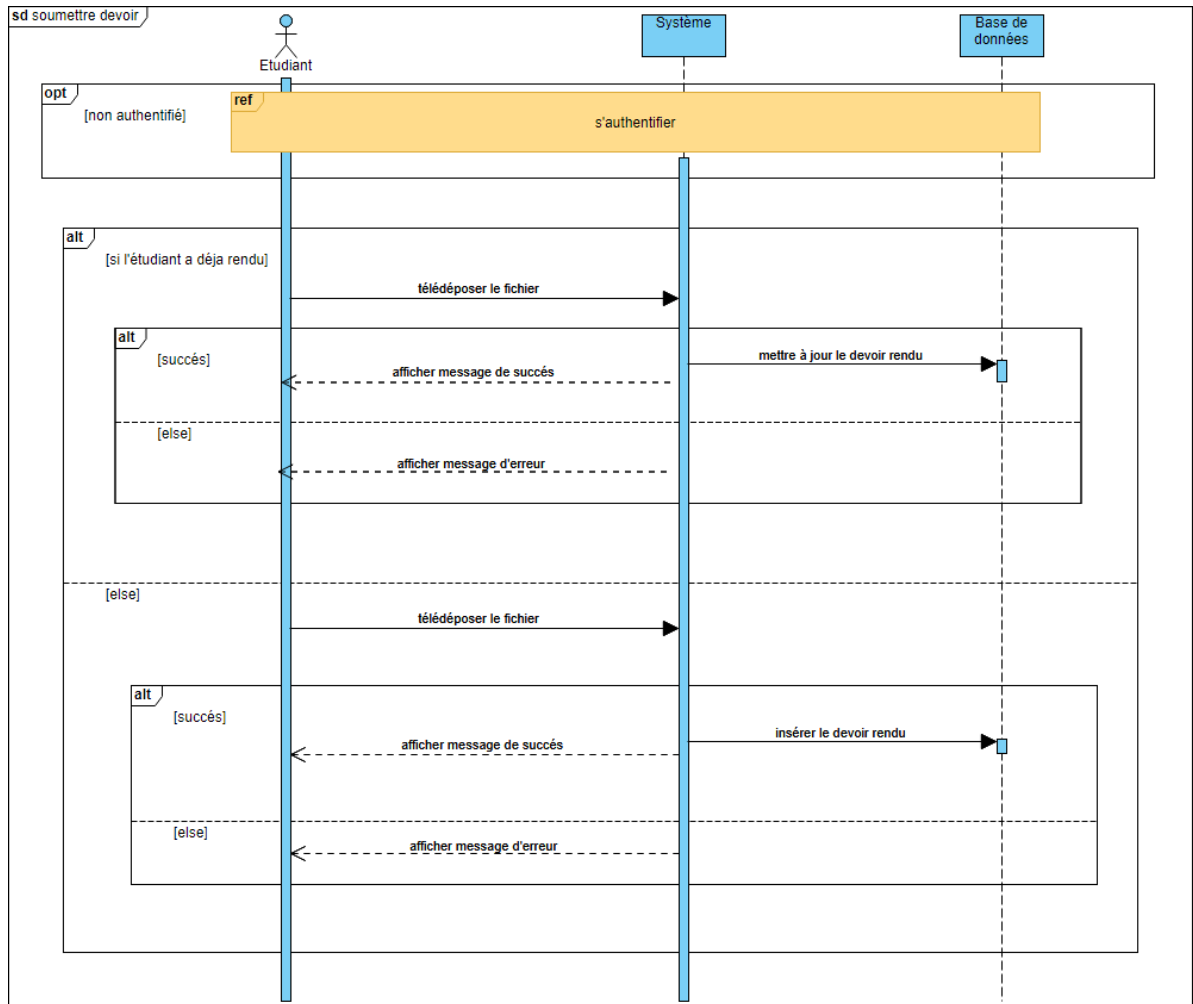 sd soumettre devoir
Etudiant
Système
Base de
données
opt
[non authentifié]
ref
s'authentifier
alt
[si l'étudiant a déja rendu]
télédéposer le fichier
alt
[succés]
mettre à jour le devoir rendu
afficher message de succés
[else]
afficher message d'erreur
[else]
télédéposer le fichier
alt
[succés]
insérer le devoir rendu
afficher message de succés
[else]
afficher message d'erreur